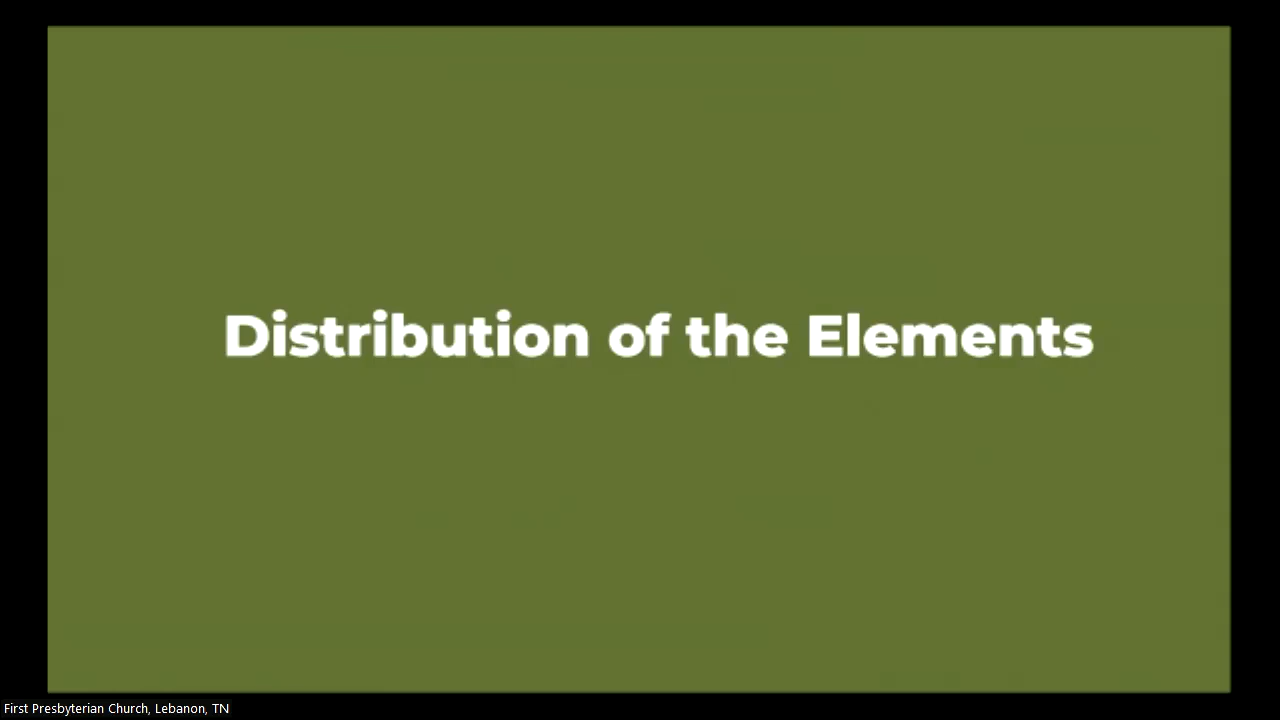 Distribution of the Elements
First Presbyterian Church, Lebanon, TN